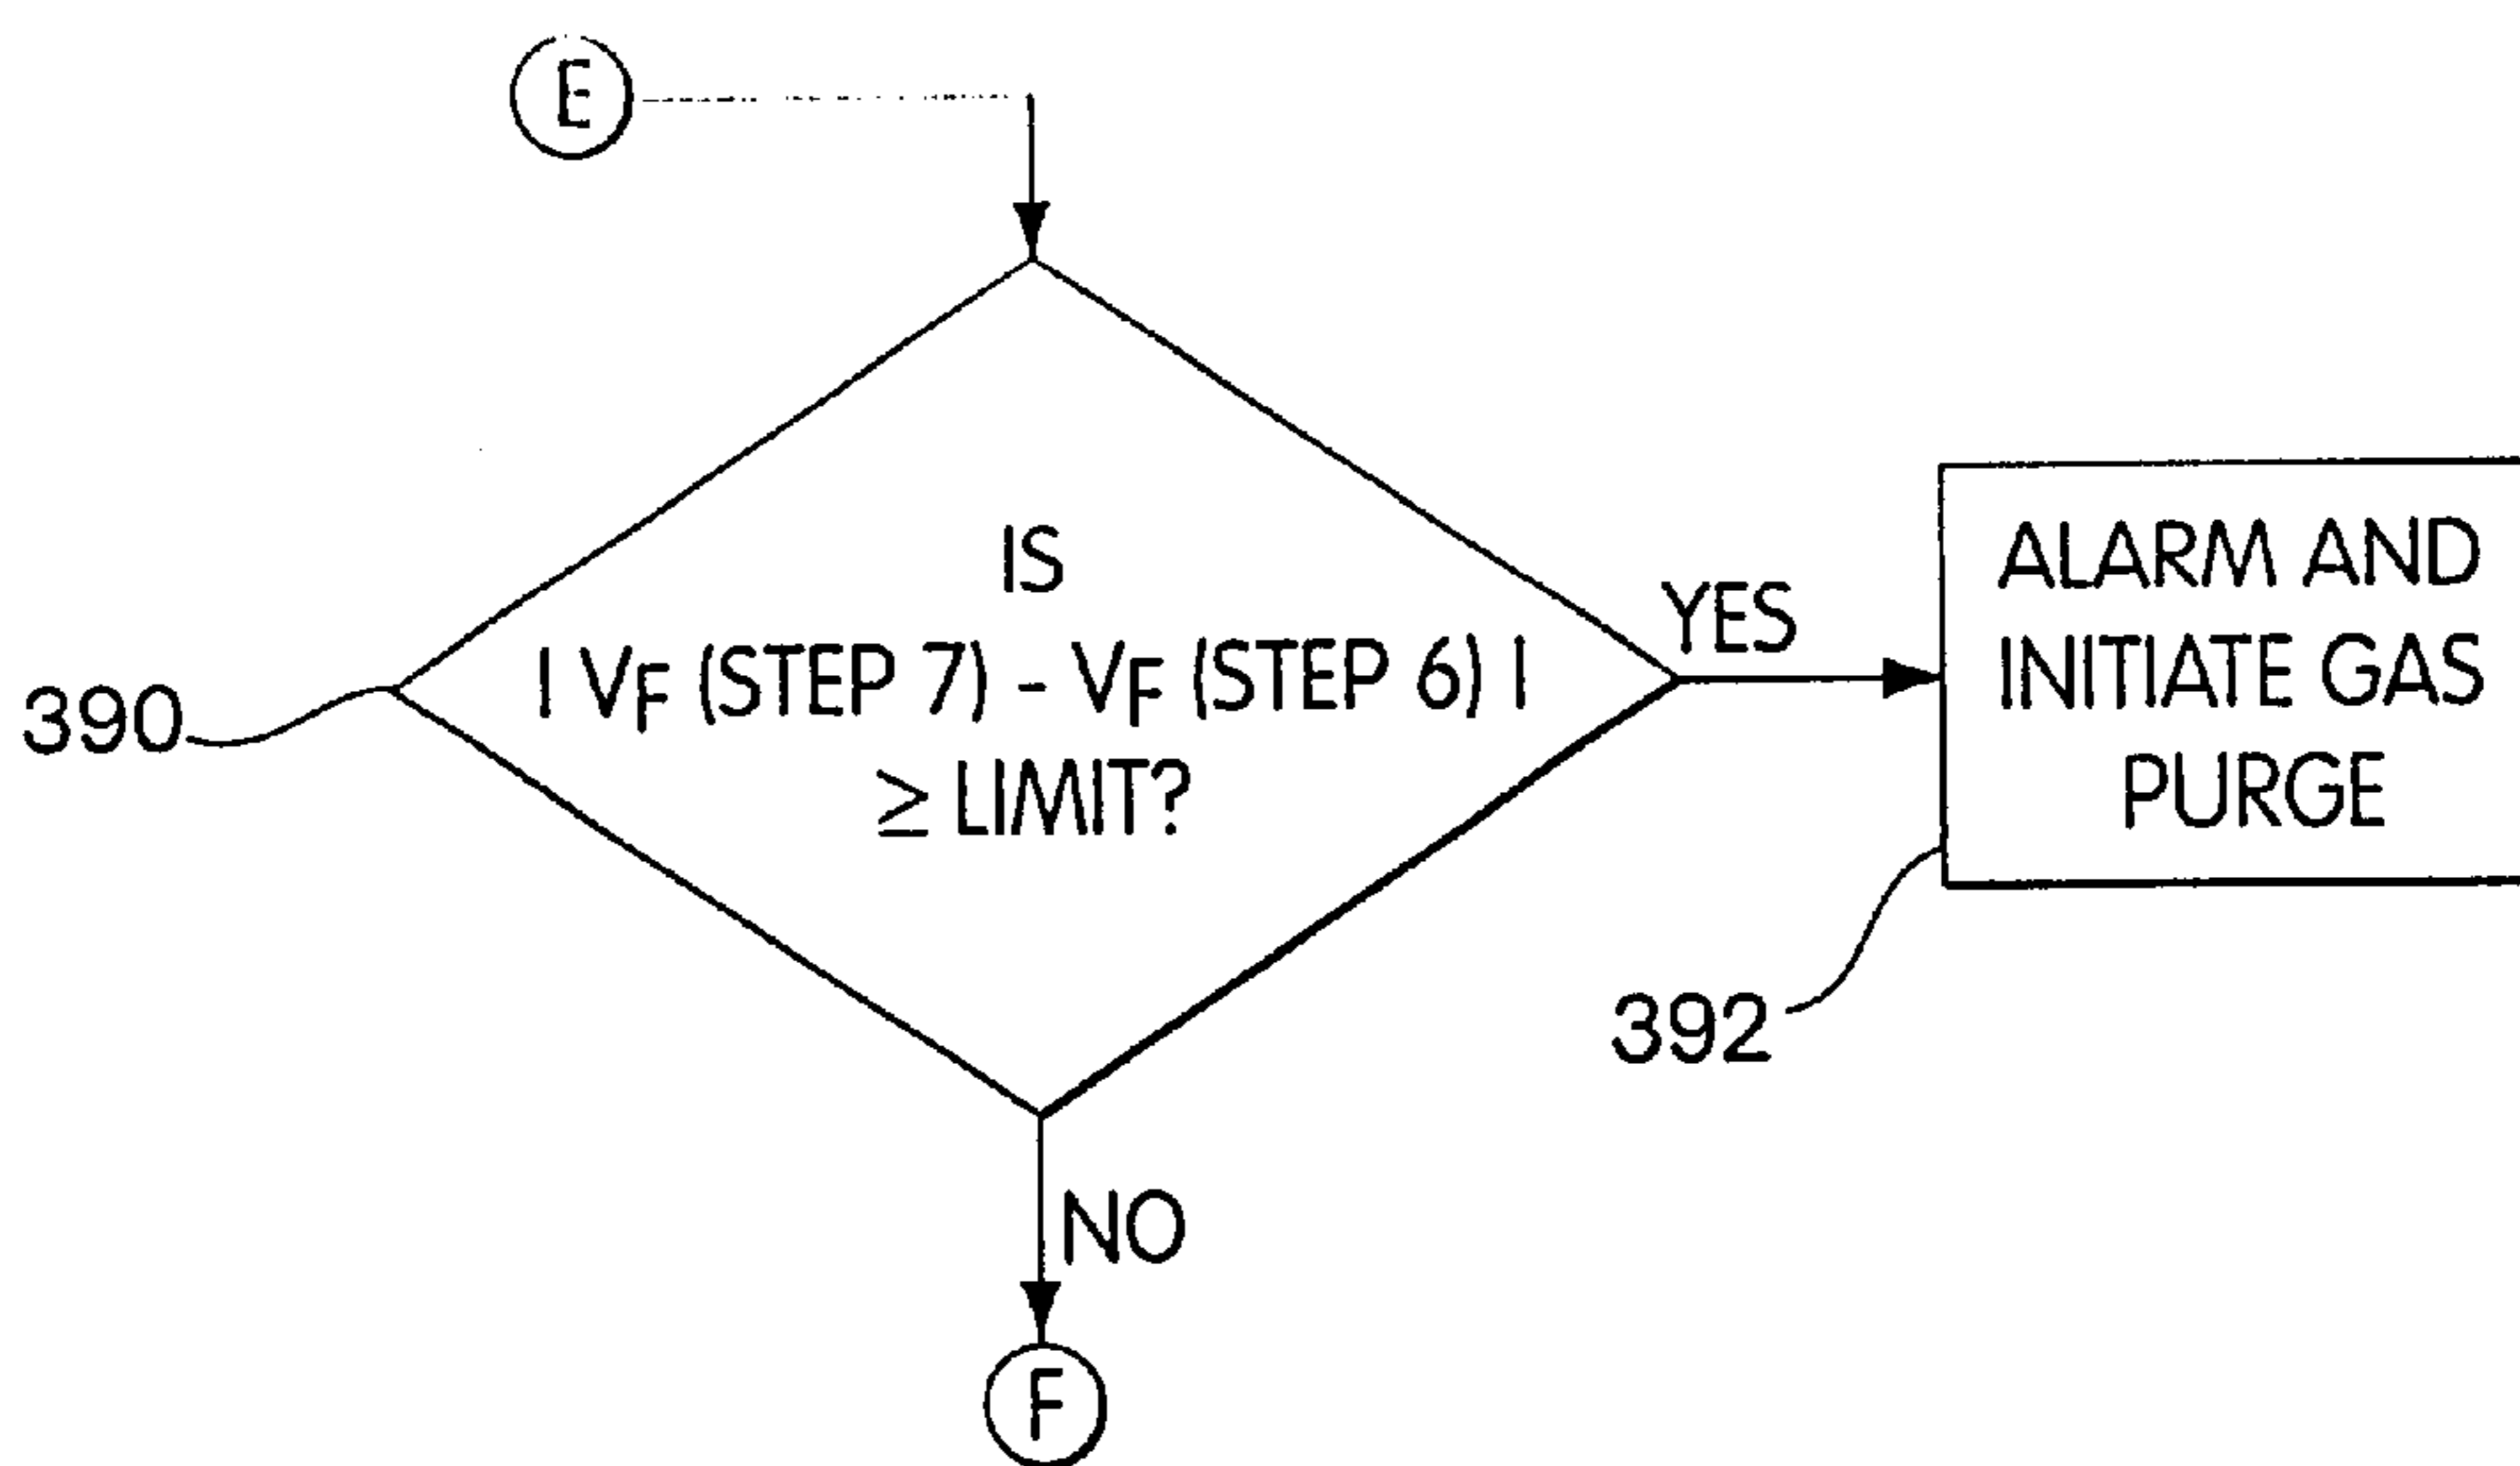 E
IS
| VF (STEP 7) - VF (STEP 6) |
≥ LIMIT?
YES
ALARM AND
INITIATE GAS
PURGE
390
392
NO
F